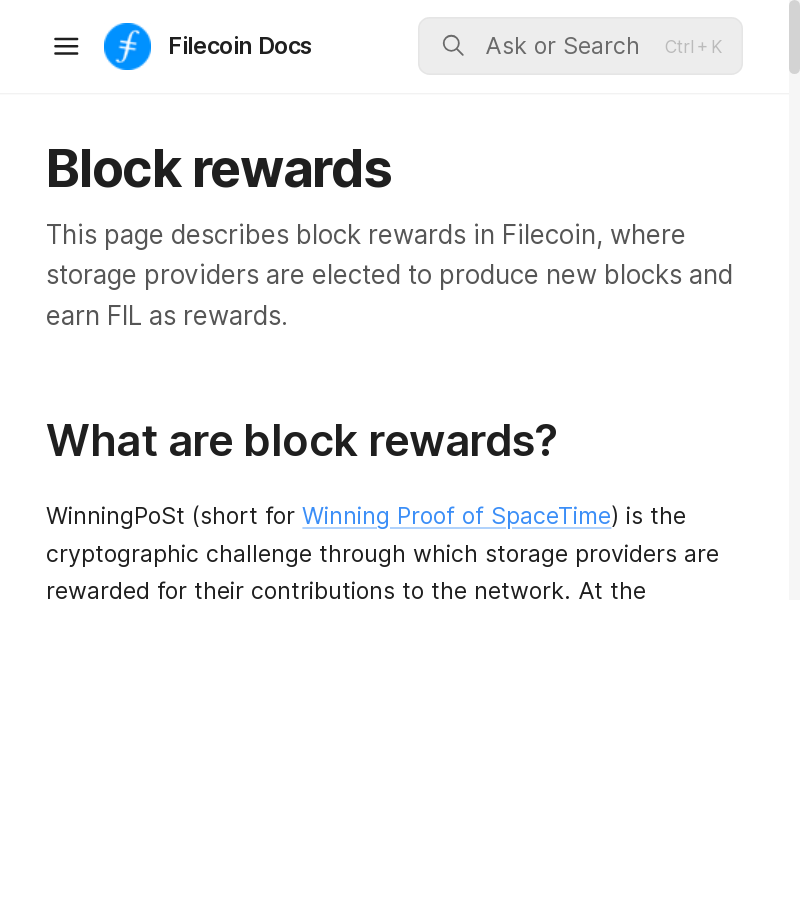 Filecoin Docs
Ask or Search
Ctrl + K
Block rewards
This page describes block rewards in Filecoin, where
storage providers are elected to produce new blocks and
earn FIL as rewards.
What are block rewards?
WinningPoSt (short for Winning Proof of SpaceTime) is the
cryptographic challenge through which storage providers are
rewarded for their contributions to the network. At the